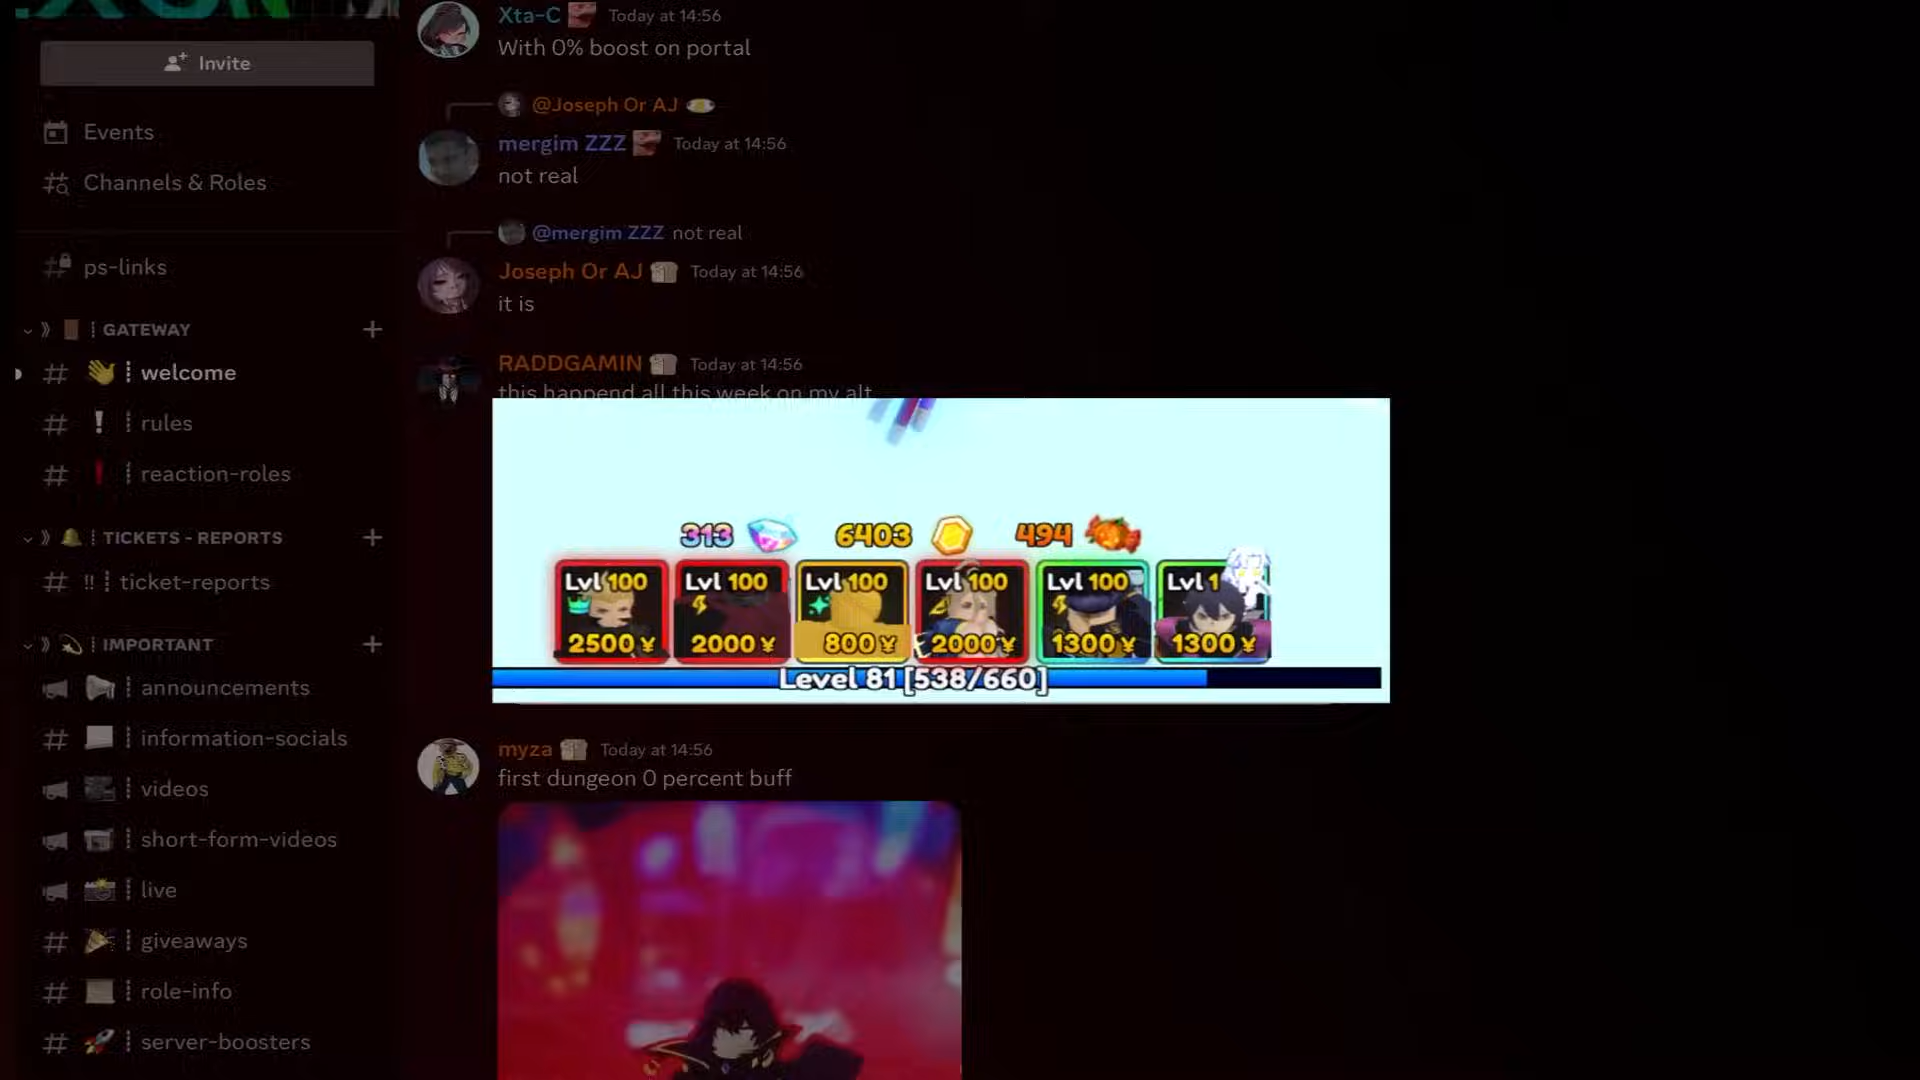 Invite
Events
Channels & Roles
ps-links
GATEWAY
welcome
rules
reaction-roles
TICKETS - REPORTS
!! ticket-reports
IMPORTANT
announcements
information-socials
videos
short-form-videos
live
giveaways
role-info
server-boosters
Xta-C Today at 14:56
With 0% boost on portal
@Joseph Or AJ
mergim ZZZ Today at 14:56
not real
@mergim ZZZ not real
Joseph Or AJ Today at 14:56
it is
RADDGAMIN Today at 14:56
this happend all this week on my alt
313 6403 494
Lvl 100 Lvl 100 Lvl 100 Lvl 100 Lvl 100 Lvl 1
2500 ¥ 2000 ¥ 800 ¥ 2000 ¥ 1300 ¥ 1300 ¥
Level 81 [538/660]
myza Today at 14:56
first dungeon 0 percent buff